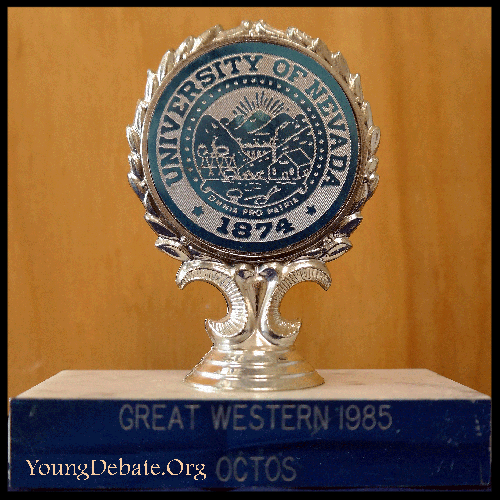 UNIVERSITY OF NEVADA
OMNIA PRO PATRIA
1874
GREAT WESTERN 1985
OCTOS
YoungDebate.Org